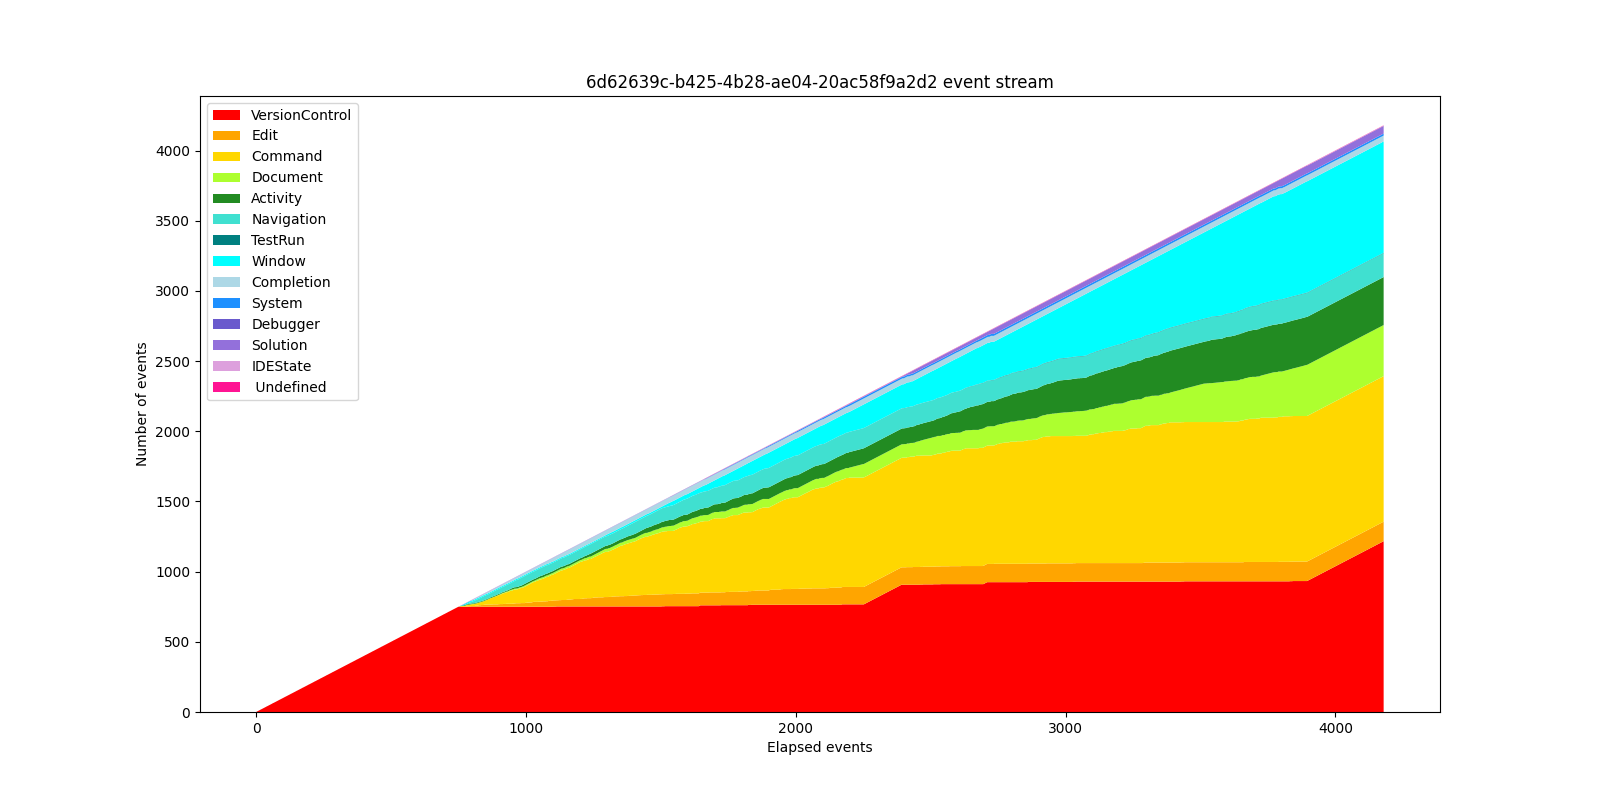 6d62639c-b425-4b28-ae04-20ac58f9a2d2 event stream
VersionControl
Edit
Command
Document
Activity
Navigation
TestRun
Window
Completion
System
Debugger
Solution
IDEState
Undefined
Number of events
4000
3500
3000
2500
2000
1500
1000
500
0
0 1000 2000 3000 4000
Elapsed events